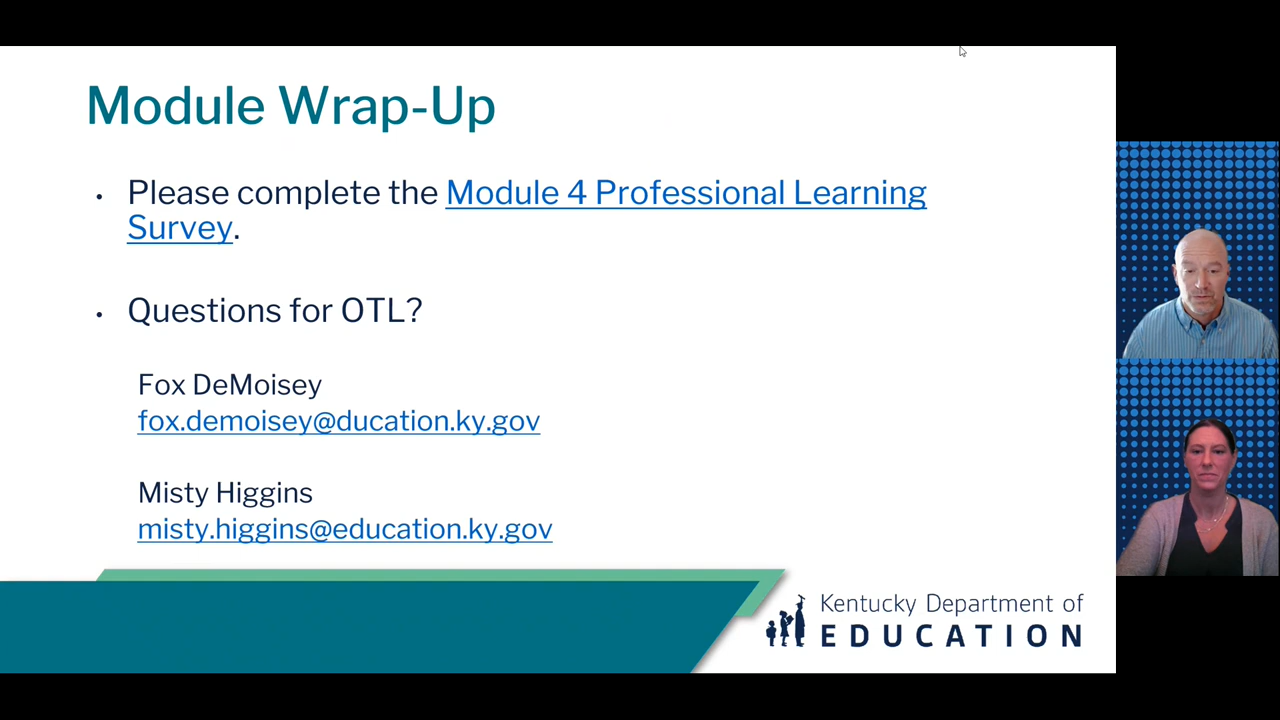 Module Wrap-Up
• Please complete the Module 4 Professional Learning
Survey.
• Questions for OTL?
Fox DeMoisey
fox.demoisey@ducation.ky.gov
Misty Higgins
misty.higgins@education.ky.gov
Kentucky Department of
EDUCATION